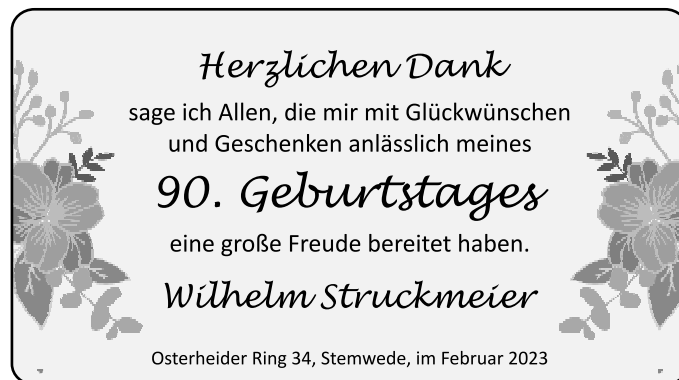 Herzlichen Dank
sage ich Allen, die mir mit Glückwünschen
und Geschenken anlässlich meines
90. Geburtstages
eine große Freude bereitet haben.
Wilhelm Struckmeier
Osterheider Ring 34, Stemwede, im Februar 2023